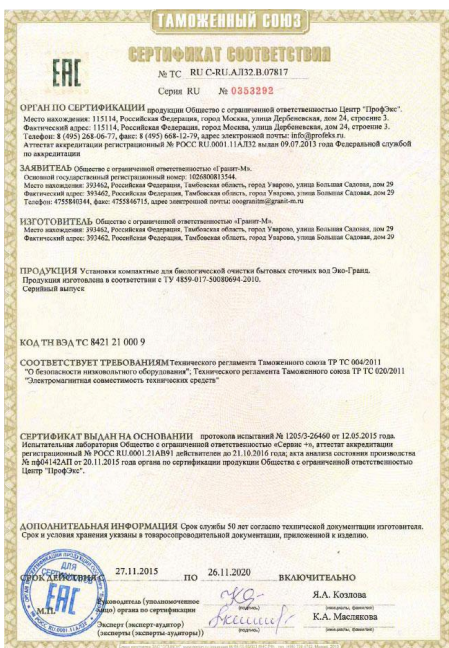 ТАМОЖЕННЫЙ СОЮЗ
СЕРТИФИКАТ СООТВЕТСТВИЯ
ЕАС
№ ТС RU C-RU.АЛ32.В.07817
Серия RU № 0353292
ОРГАН ПО СЕРТИФИКАЦИИ продукции Общество с ограниченной ответственностью Центр "ПрофЭкс".
Место нахождения: 115114, Российская Федерация, город Москва, улица Дербеневская, дом 24, строение 3.
Фактический адрес: 115114, Российская Федерация, город Москва, улица Дербеневская, дом 24, строение 3.
Телефон: 8 (495) 268-06-77, факс: 8 (495) 668-12-79, адрес электронной почты: info@profeks.ru.
Аттестат аккредитации регистрационный № РОСС RU.0001.11АЛ32 выдан 09.07.2013 года Федеральной службой
по аккредитации
ЗАЯВИТЕЛЬ Общество с ограниченной ответственностью «Гранит-М».
Основной государственный регистрационный номер: 1026800813544.
Место нахождения: 393462, Российская Федерация, Тамбовская область, город Уварово, улица Большая Садовая, дом 29
Фактический адрес: 393462, Российская Федерация, Тамбовская область, город Уварово, улица Большая Садовая, дом 29
Телефон: 4755840344, факс: 4755846715, адрес электронной почты: ooogranitm@granit-m.ru
ИЗГОТОВИТЕЛЬ Общество с ограниченной ответственностью «Гранит-М».
Место нахождения: 393462, Российская Федерация, Тамбовская область, город Уварово, улица Большая Садовая, дом 29
Фактический адрес: 393462, Российская Федерация, Тамбовская область, город Уварово, улица Большая Садовая, дом 29
ПРОДУКЦИЯ Установки компактные для биологической очистки бытовых сточных вод Эко-Гранд.
Продукция изготовлена в соответствии с ТУ 4859-017-50080694-2010.
Серийный выпуск
КОД ТН ВЭД ТС 8421 21 000 9
СООТВЕТСТВУЕТ ТРЕБОВАНИЯМ Технического регламента Таможенного союза ТР ТС 004/2011
"О безопасности низковольтного оборудования"; Технического регламента Таможенного союза ТР ТС 020/2011
"Электромагнитная совместимость технических средств"
СЕРТИФИКАТ ВЫДАН НА ОСНОВАНИИ протокола испытаний № 1205/3-26460 от 12.05.2015 года.
Испытательная лаборатория Общество с ограниченной ответственностью «Сервис +», аттестат аккредитации
регистрационный № РОСС RU.0001.21АВ91 действителен до 21.10.2016 года; акта анализа состояния производства
№ пф04142АП от 20.11.2015 года органа по сертификации продукции Общества с ограниченной ответственностью
Центр "ПрофЭкс".
ДОПОЛНИТЕЛЬНАЯ ИНФОРМАЦИЯ Срок службы 50 лет согласно технической документации изготовителя.
Срок и условия хранения указаны в товаросопроводительной документации, приложенной к изделию.
СРОК ДЕЙСТВИЯ С 27.11.2015 ПО 26.11.2020 ВКЛЮЧИТЕЛЬНО
ДЛЯ СЕРТИФИКАТОВ
ЕАС
М.П.
Руководитель (уполномоченное
лицо) органа по сертификации
(подпись)
Я.А. Козлова
(инициалы, фамилия)
Эксперт (эксперт-аудитор)
(эксперты (эксперты-аудиторы))
(подпись)
К.А. Маслякова
(инициалы, фамилия)